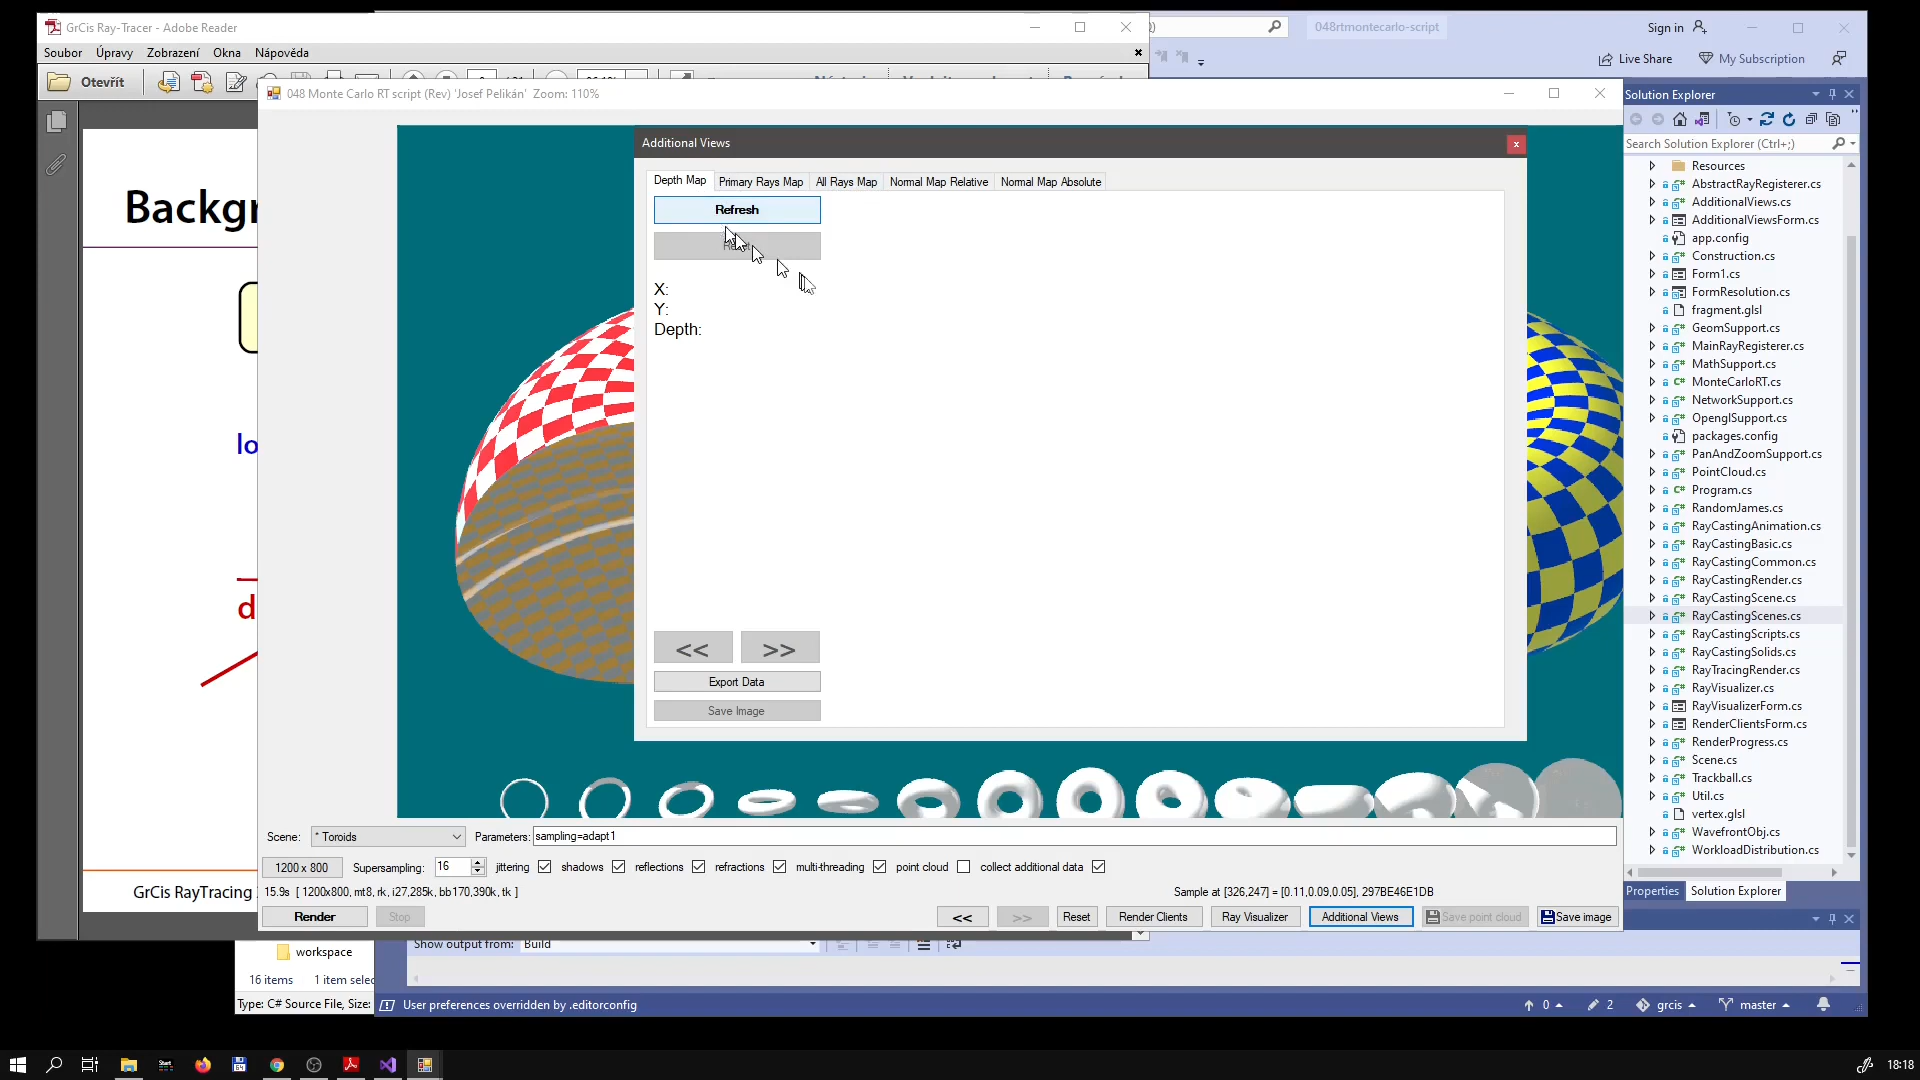 GrCis Ray-Tracer - Adobe Reader
048rtmontecarlo-script
Sign in
Soubor Úpravy Zobrazení Okna Nápověda
Live Share My Subscription
Otevřít
048 Monte Carlo RT script (Rev) 'Josef Pelikán' Zoom: 110%
Solution Explorer
Search Solution Explorer (Ctrl+;)
Additional Views
Depth Map Primary Rays Map All Rays Map Normal Map Relative Normal Map Absolute
Refresh
X:
Y:
Depth:
<< >>
Export Data
Save Image
Backgr
lo
d
GrCis RayTracing
Resources
AbstractRayRegisterer.cs
AdditionalViews.cs
AdditionalViewsForm.cs
app.config
Construction.cs
Form1.cs
FormResolution.cs
fragment.glsl
GeomSupport.cs
MainRayRegisterer.cs
MathSupport.cs
MonteCarloRT.cs
NetworkSupport.cs
OpenglSupport.cs
packages.config
PanAndZoomSupport.cs
PointCloud.cs
Program.cs
RandomJames.cs
RayCastingAnimation.cs
RayCastingBasic.cs
RayCastingCommon.cs
RayCastingRender.cs
RayCastingScene.cs
RayCastingScenes.cs
RayCastingScripts.cs
RayCastingSolids.cs
RayTracingRender.cs
RayVisualizer.cs
RayVisualizerForm.cs
RenderClientsForm.cs
RenderProgress.cs
Scene.cs
Trackball.cs
Util.cs
vertex.glsl
WavefrontObj.cs
WorkloadDistribution.cs
Properties Solution Explorer
Scene: * Toroids Parameters: sampling=adapt1
1200 x 800 Supersampling: 16 jittering shadows reflections refractions multi-threading point cloud collect additional data
15.9s [ 1200x800, mt8, rk, i27,285k, bb170,390k, tk ] Sample at [326,247] = [0.11,0.09,0.05], 297BE46E1DB
Render Stop << >> Reset Render Clients Ray Visualizer Additional Views Save point cloud Save image
Show output from: Build
workspace
16 items 1 item selec
Type: C# Source File, Size:
User preferences overridden by .editorconfig
0 2 grcis master
Start
18:18